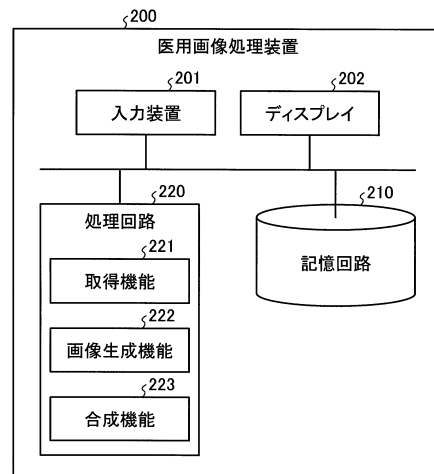 200
医用画像処理装置
201
入力装置
202
ディスプレイ
220
処理回路
221
取得機能
222
画像生成機能
223
合成機能
210
記憶回路